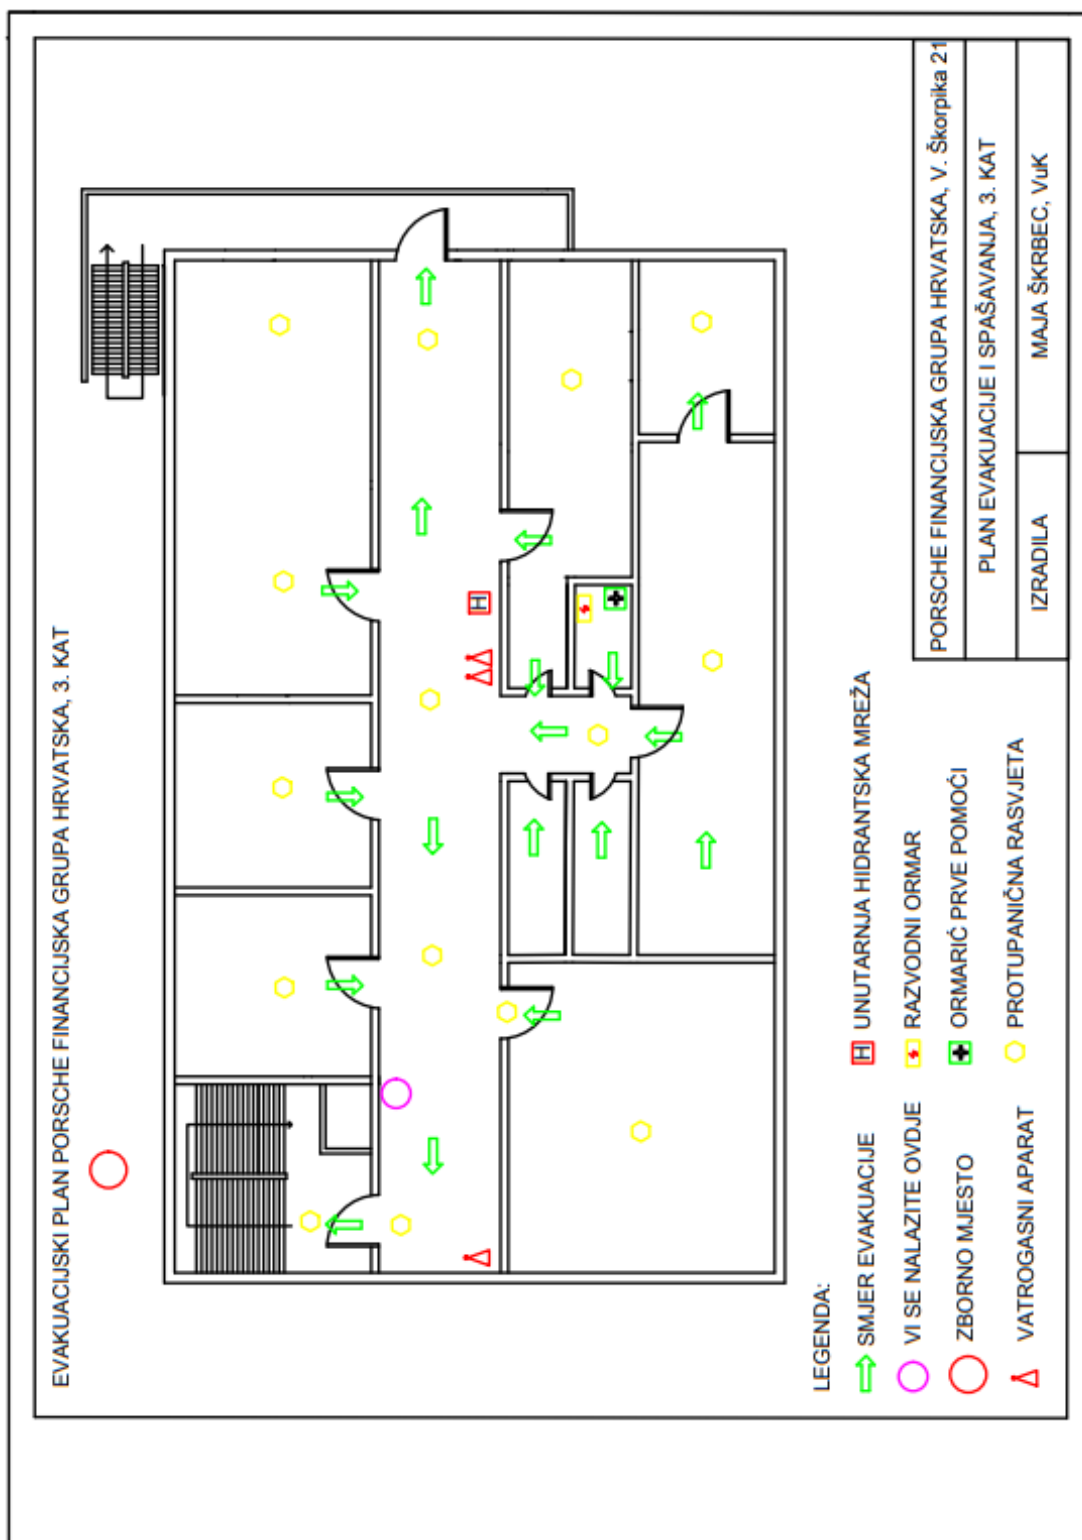 EVAKUACIJSKI PLAN PORSCHE FINANCIJSKA GRUPA HRVATSKA, 3. KAT
H
LEGENDA:
SMJER EVAKUACIJE
VI SE NALAZITE OVDJE
ZBORNO MJESTO
VATROGASNI APARAT
H UNUTARNJA HIDRANTSKA MREŽA
RAZVODNI ORMAR
ORMARIĆ PRVE POMOĆI
PROTUPANIČNA RASVJETA
PORSCHE FINANCIJSKA GRUPA HRVATSKA, V. Škorpika 21
PLAN EVAKUACIJE I SPAŠAVANJA, 3. KAT
IZRADILA
MAJA ŠKRBEC, VuK